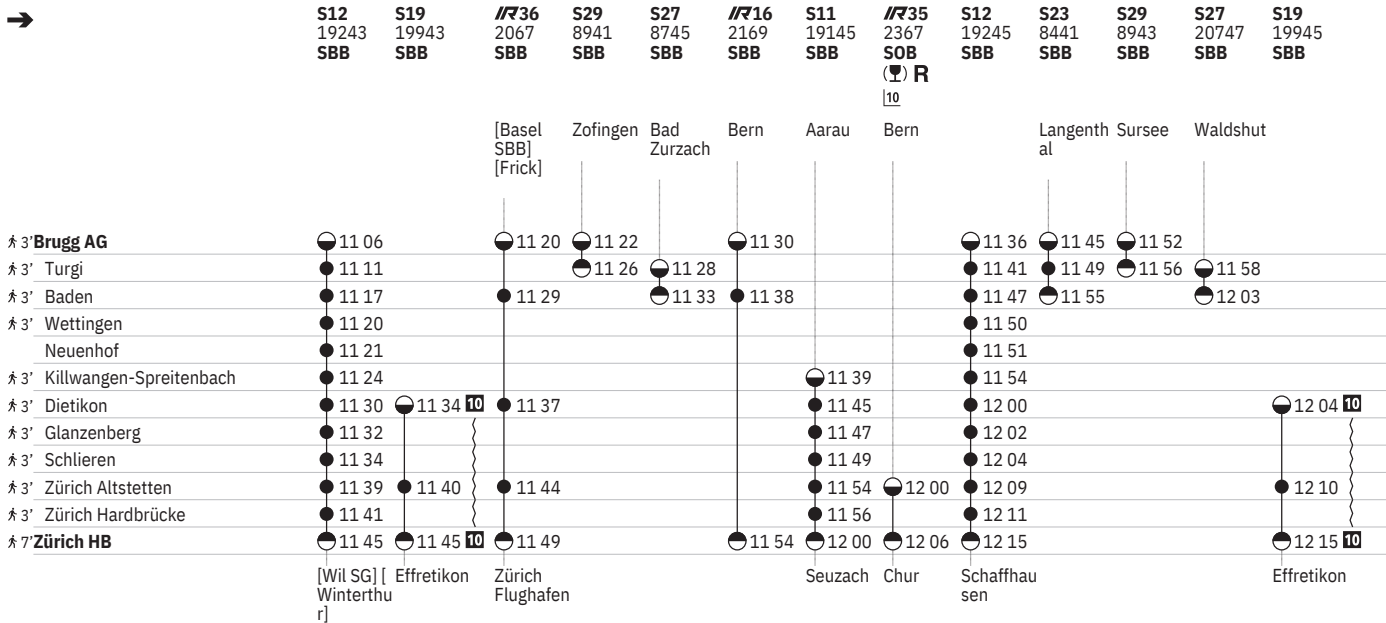 ➔ S12 S19 IR36 S29 S27 IR16 S11 IR35 S12 S23 S29 S27 S19
19243 19943 2067 8941 8745 2169 19145 2367 19245 8441 8943 20747 19945
SBB SBB SBB SBB SBB SBB SBB SOB SBB SBB SBB SBB SBB
R
10
[Basel Zofingen Bad Bern Aarau Bern Langenth Sursee Waldshut
SBB] Zurzach al
[Frick]
3' Brugg AG 11 06 11 20 11 22 11 30 11 36 11 45 11 52
3' Turgi 11 11 11 26 11 28 11 41 11 49 11 56 11 58
3' Baden 11 17 11 29 11 33 11 38 11 47 11 55 12 03
3' Wettingen 11 20 11 50
Neuenhof 11 21 11 51
3' Killwangen-Spreitenbach 11 24 11 39 11 54
3' Dietikon 11 30 11 34 10 11 37 11 45 12 00 12 04 10
3' Glanzenberg 11 32 11 47 12 02
3' Schlieren 11 34 11 49 12 04
3' Zürich Altstetten 11 39 11 40 11 44 11 54 12 00 12 09 12 10
3' Zürich Hardbrücke 11 41 11 56 12 11
7' Zürich HB 11 45 11 45 10 11 49 11 54 12 00 12 06 12 15 12 15 10
[Wil SG] [ Effretikon Zürich Seuzach Chur Schaffhau Effretikon
Winterthu Flughafen sen
r]